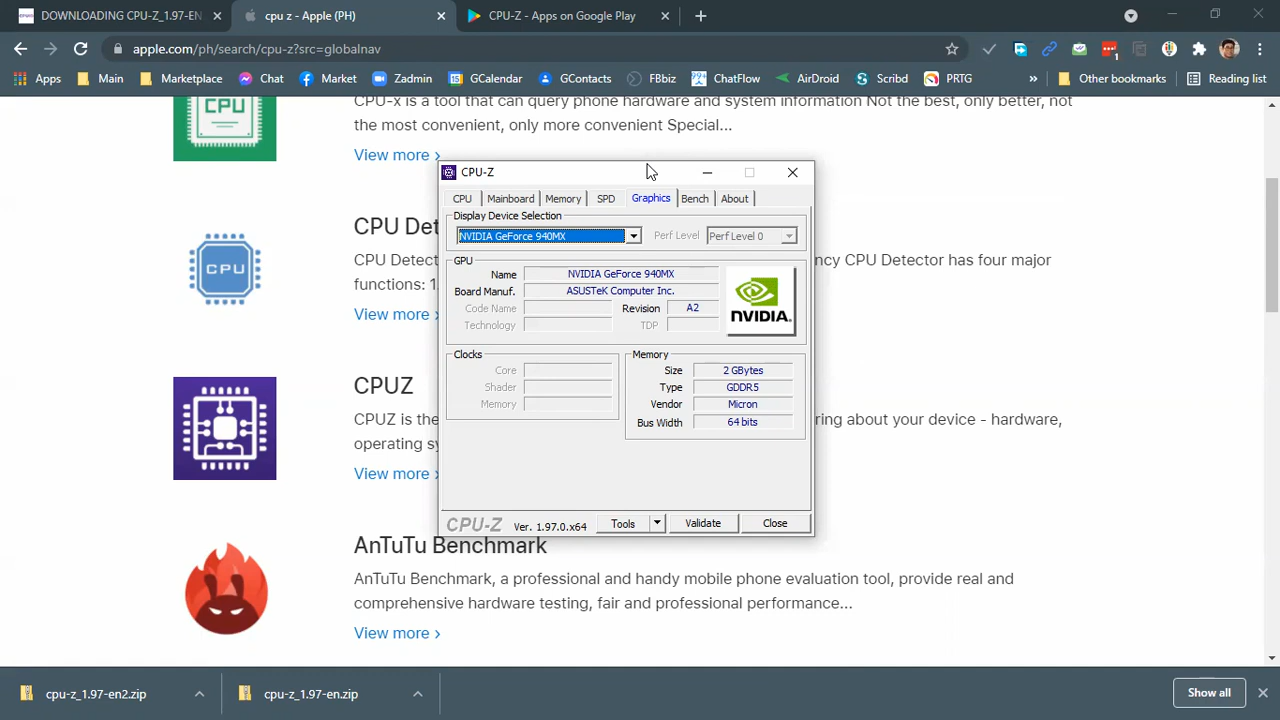 DOWNLOADING CPU-Z_1.97-EN
cpu z - Apple (PH)
CPU-Z - Apps on Google Play
apple.com/ph/search/cpu-z?src=globalnav
1
Apps
Main
Marketplace
Chat
Market
Zadmin
GCalendar
GContacts
FBbiz
ChatFlow
AirDroid
Scribd
PRTG
»
Other bookmarks
Reading list
CPU
CPU-x is a tool that can query phone hardware and system information Not the best, only better, not
the most convenient, only more convenient Special...
View more ›
CPU
CPU Det
CPU Detector
ncy CPU Detector has four major
functions: 1
View more ›
CPUZ
CPUZ is the
ring about your device - hardware,
operating sy
View more ›
AnTuTu Benchmark
AnTuTu Benchmark, a professional and handy mobile phone evaluation tool, provide real and
comprehensive hardware testing, fair and professional performance...
View more ›
CPU-Z
CPU
Mainboard
Memory
SPD
Graphics
Bench
About
Display Device Selection
NVIDIA GeForce 940MX
Perf Level
Perf Level 0
GPU
Name
NVIDIA GeForce 940MX
Board Manuf.
ASUSTeK Computer Inc.
Code Name
Revision
A2
Technology
TDP
NVIDIA.
Clocks
Core
Shader
Memory
Memory
Size
2 GBytes
Type
GDDR5
Vendor
Micron
Bus Width
64 bits
CPU-Z
Ver. 1.97.0.x64
Tools
Validate
Close
cpu-z_1.97-en2.zip
cpu-z_1.97-en.zip
Show all